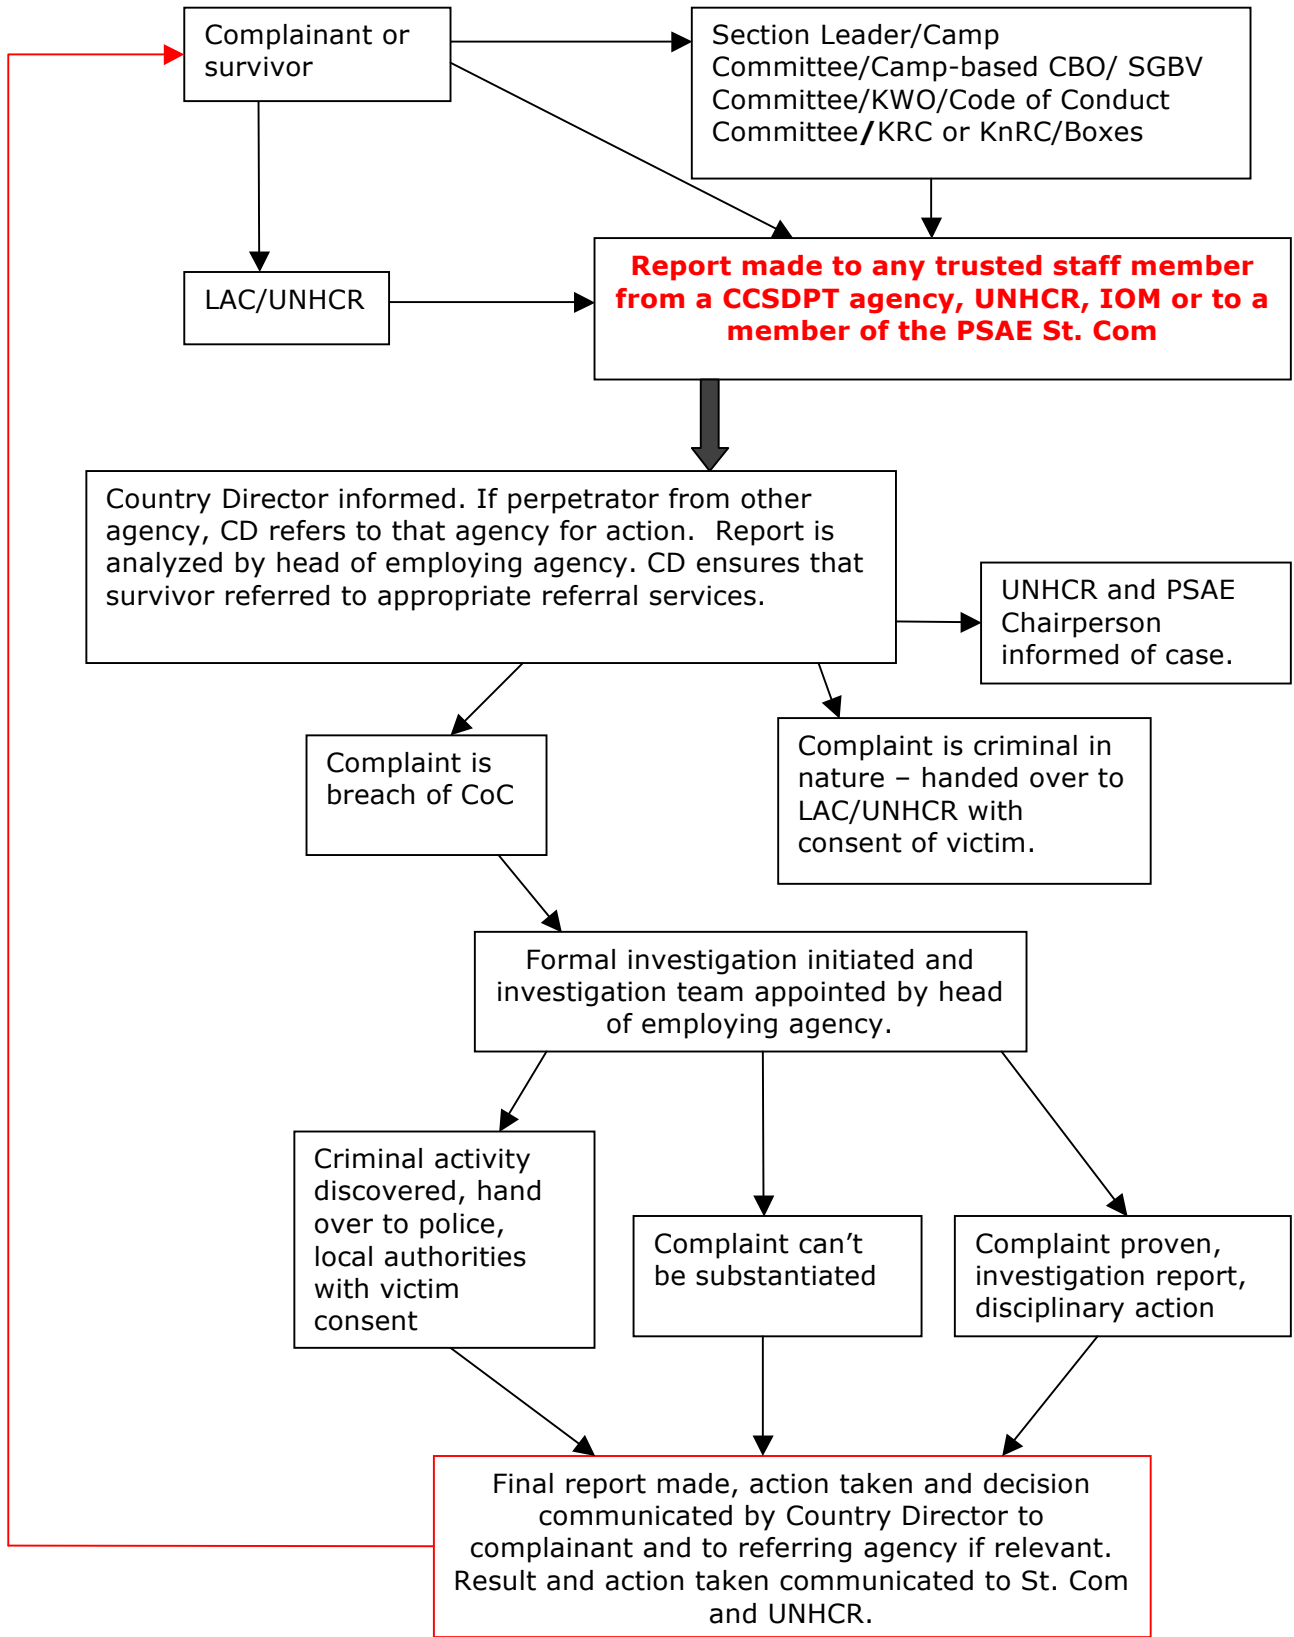 Complainant or
survivor
Section Leader/Camp
Committee/Camp-based CBO/ SGBV
Committee/KWO/Code of Conduct
Committee/KRC or KnRC/Boxes
LAC/UNHCR
Report made to any trusted staff member
from a CCSDPT agency, UNHCR, IOM or to a
member of the PSAE St. Com
Country Director informed. If perpetrator from other
agency, CD refers to that agency for action.  Report is
analyzed by head of employing agency. CD ensures that
survivor referred to appropriate referral services.
UNHCR and PSAE
Chairperson
informed of case.
Complaint is
breach of CoC
Complaint is criminal in
nature – handed over to
LAC/UNHCR with
consent of victim.
Formal investigation initiated and
investigation team appointed by head
of employing agency.
Criminal activity
discovered, hand
over to police,
local authorities
with victim
consent
Complaint can’t
be substantiated
Complaint proven,
investigation report,
disciplinary action
Final report made, action taken and decision
communicated by Country Director to
complainant and to referring agency if relevant.
Result and action taken communicated to St. Com
and UNHCR.